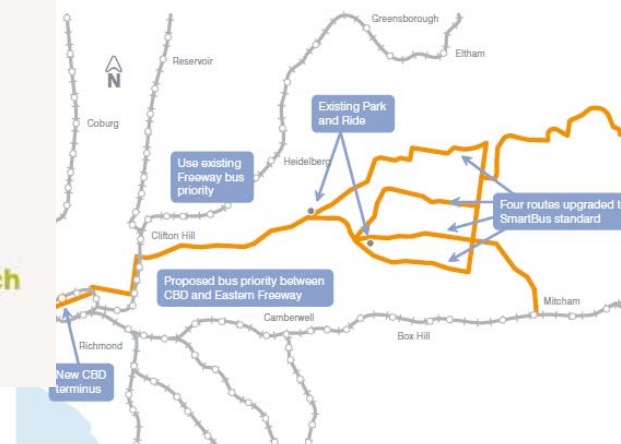 Greensborough
Eltham
Reservoir
N
Existing Park
and Ride
Coburg
Use existing
Freeway bus
priority
Heidelberg
Four routes upgraded t
SmartBus standard
Clifton Hill
ch
Proposed bus priority between
CBD and Eastern Freeway
Mitcham
Camberwell
Box Hill
Richmond
New CBD
terminus